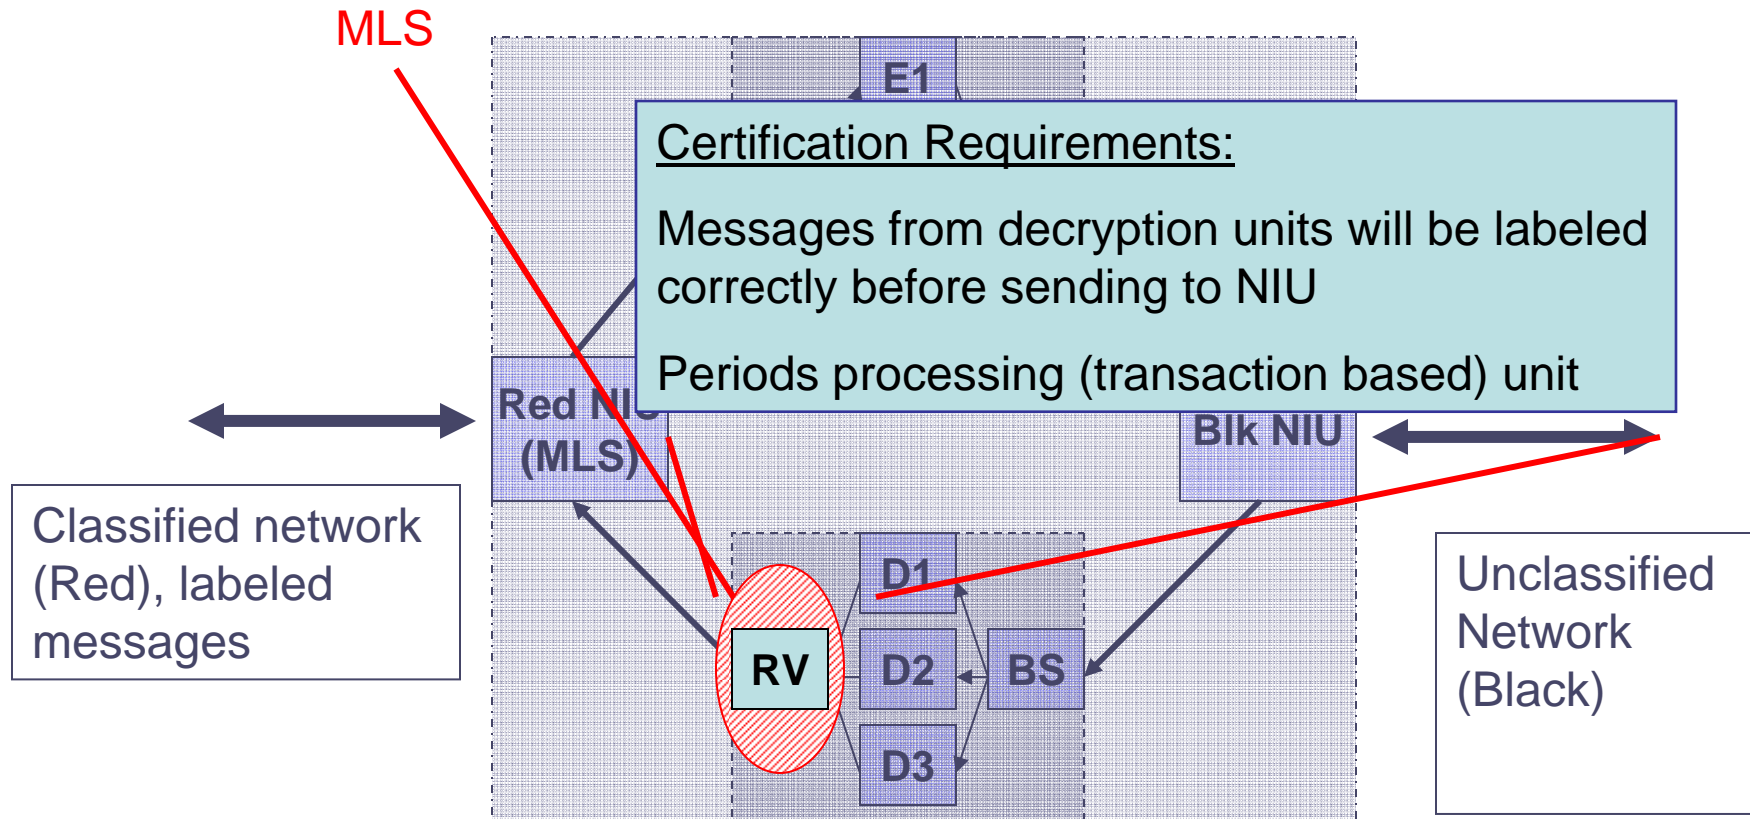 MLS
E1
Certification Requirements:
Messages from decryption units will be labeled
correctly before sending to NIU
Periods processing (transaction based) unit
Red NIU
(MLS)
Blk NIU
Classified network
(Red), labeled
messages
Unclassified
Network
(Black)
D1
RV
D2
BS
D3